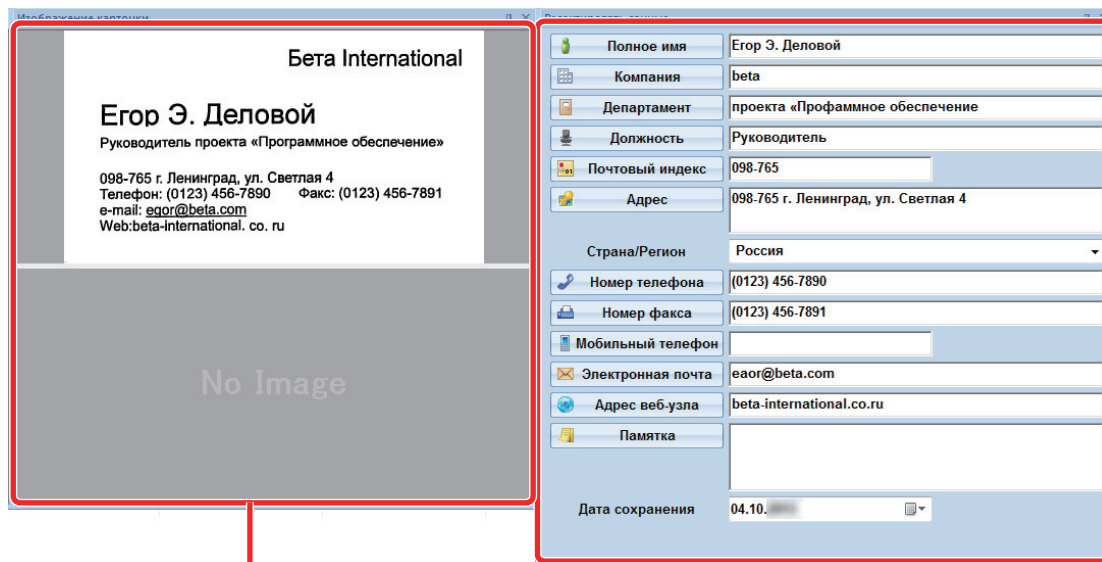 Изображение карточки
Бета International
Егор Э. Деловой
Руководитель проекта «Программное обеспечение»
098-765 г. Ленинград, ул. Светлая 4
Телефон: (0123) 456-7890 Факс: (0123) 456-7891
e-mail: egor@beta.com
Web:beta-international. co. ru
No Image
Редактировать данные
Полное имя Егор Э. Деловой
Компания beta
Департамент проекта «Профаммное обеспечение
Должность Руководитель
Почтовый индекс 098-765
Адрес 098-765 г. Ленинград, ул. Светлая 4
Страна/Регион Россия
Номер телефона (0123) 456-7890
Номер факса (0123) 456-7891
Мобильный телефон
Электронная почта eaor@beta.com
Адрес веб-узла beta-international.co.ru
Памятка
Дата сохранения 04.10.